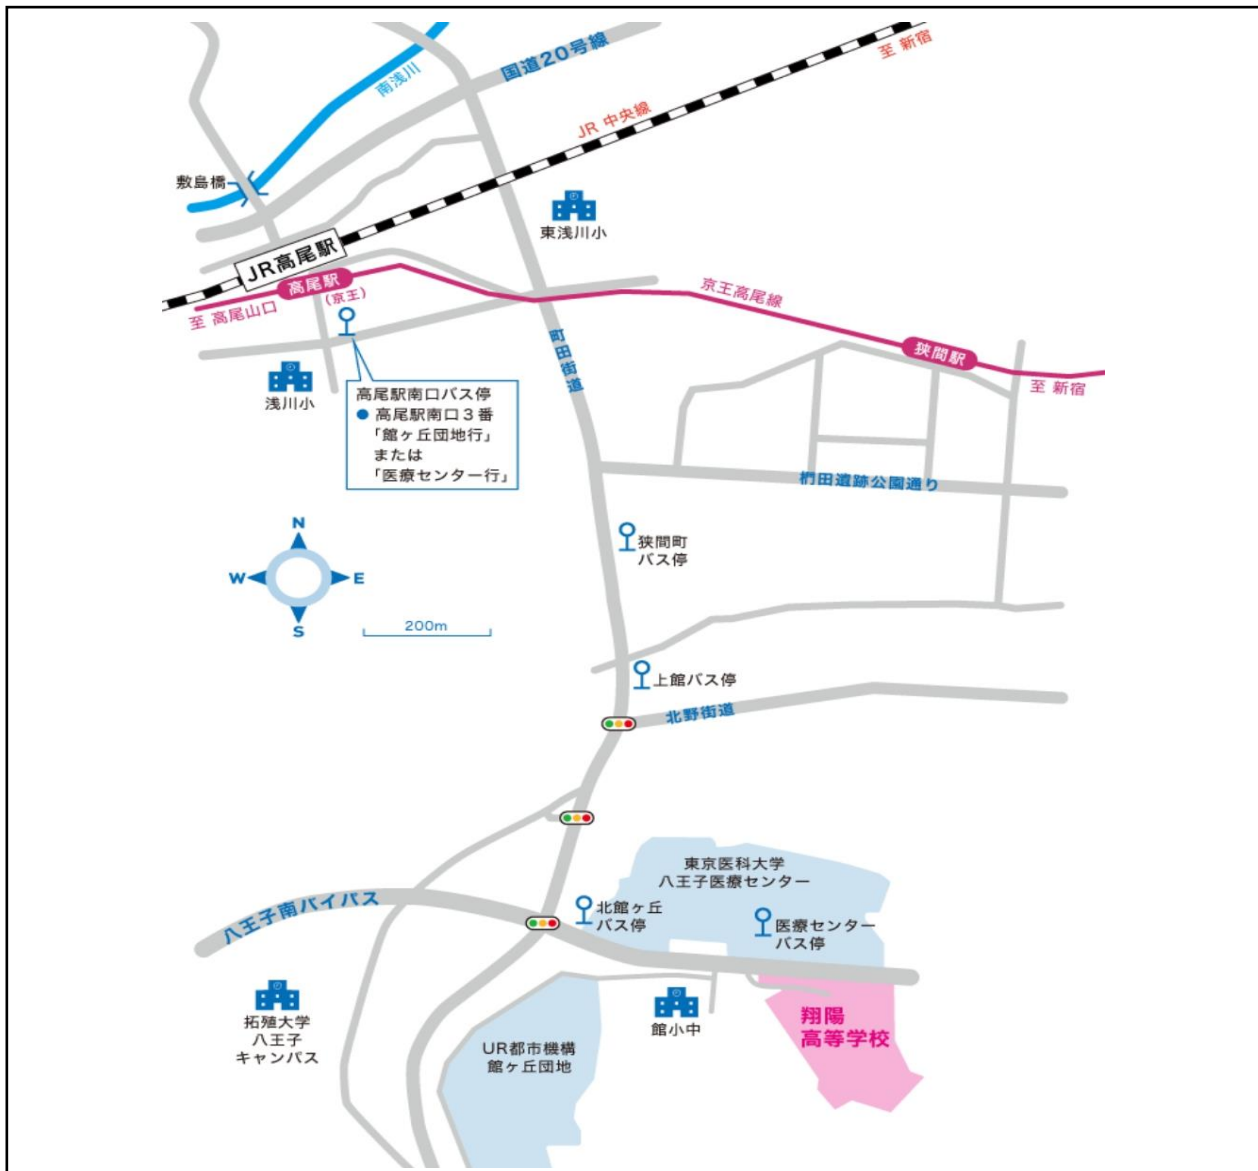 国道20号線
至 新宿
南浅川
JR 中央線
敷島橋
東浅川小
JR高尾駅
高尾駅
(京王)
至 高尾山口
京王高尾線
町田街道
狭間駅
至 新宿
浅川小
高尾駅南口バス停
● 高尾駅南口3番
「館ヶ丘団地行」
または
「医療センター行」
椚田遺跡公園通り
N
W
E
S
200m
狭間町
バス停
上館バス停
北野街道
東京医科大学
八王子医療センター
八王子南バイパス
北館ヶ丘
バス停
医療センター
バス停
拓殖大学
八王子
キャンパス
館小中
翔陽
高等学校
UR都市機構
館ヶ丘団地